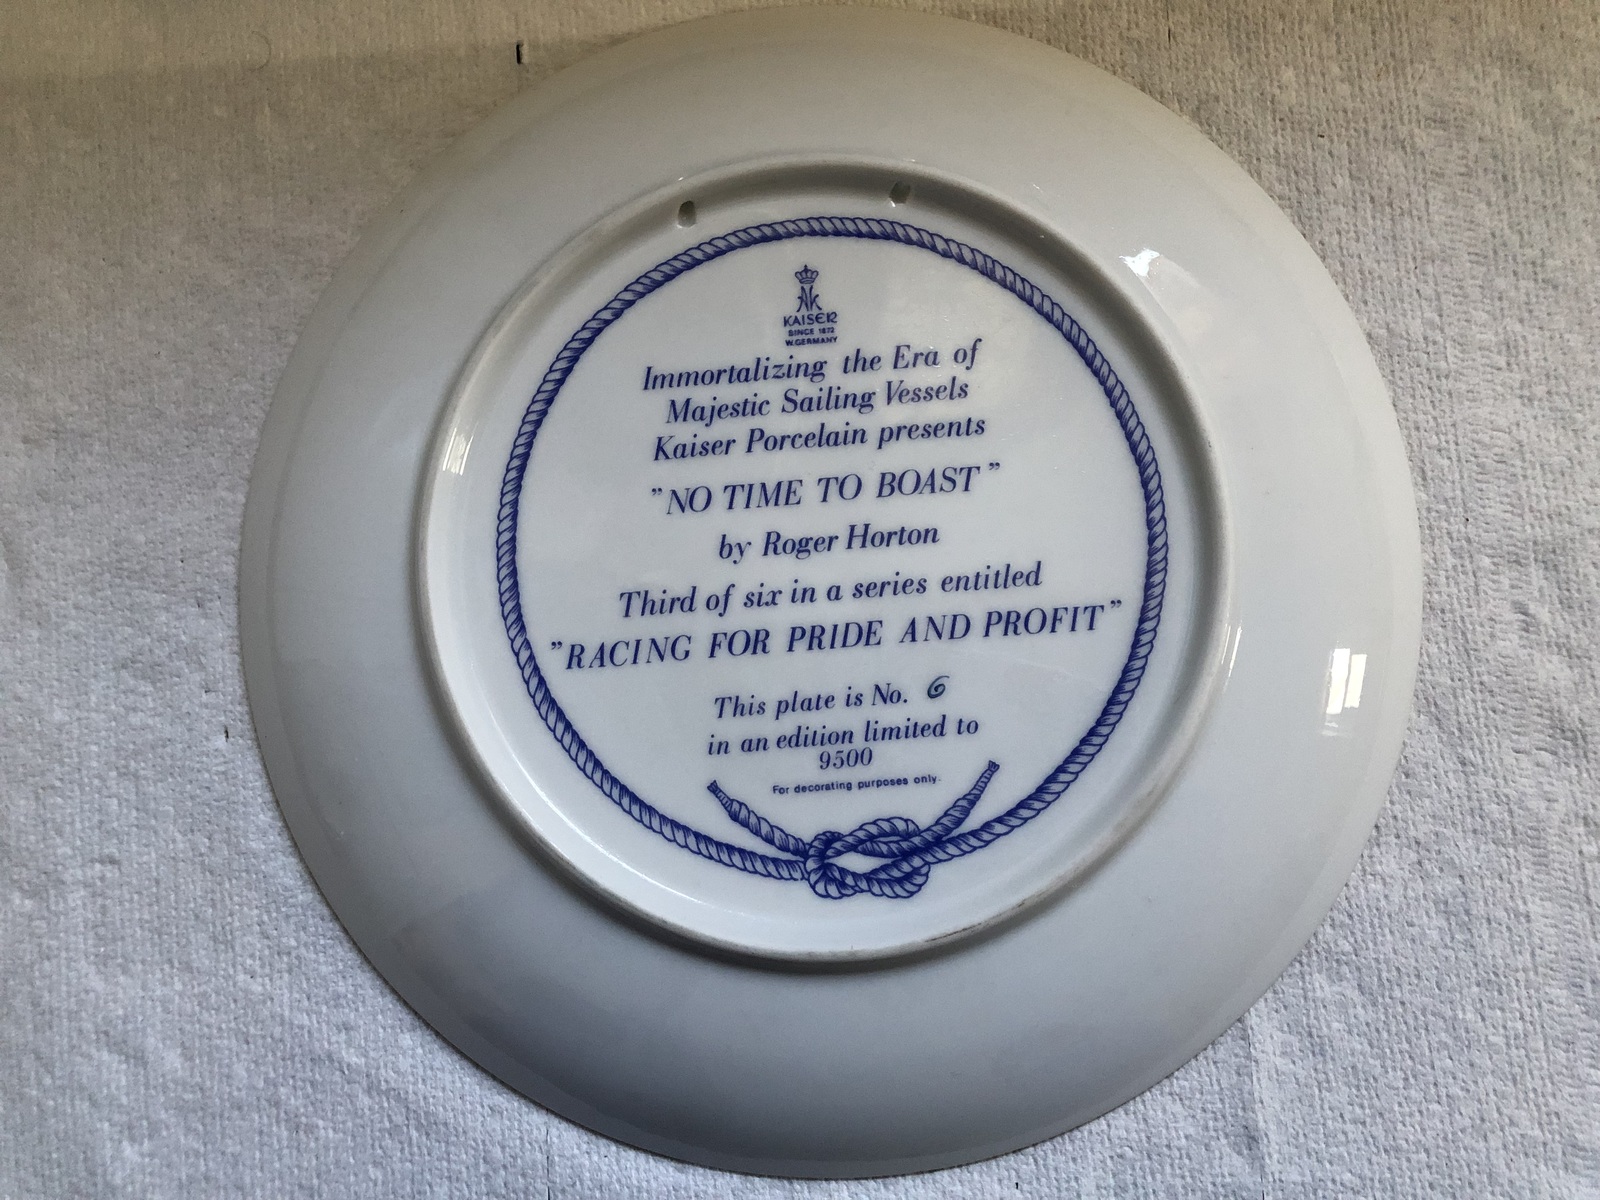 AK
KAISER
SINCE 1872
W.GERMANY
Immortalizing the Era of
Majestic Sailing Vessels
Kaiser Porcelain presents
"NO TIME TO BOAST"
by Roger Horton
Third of six in a series entitled
"RACING FOR PRIDE AND PROFIT"
This plate is No. 6
in an edition limited to
9500
For decorating purposes only.